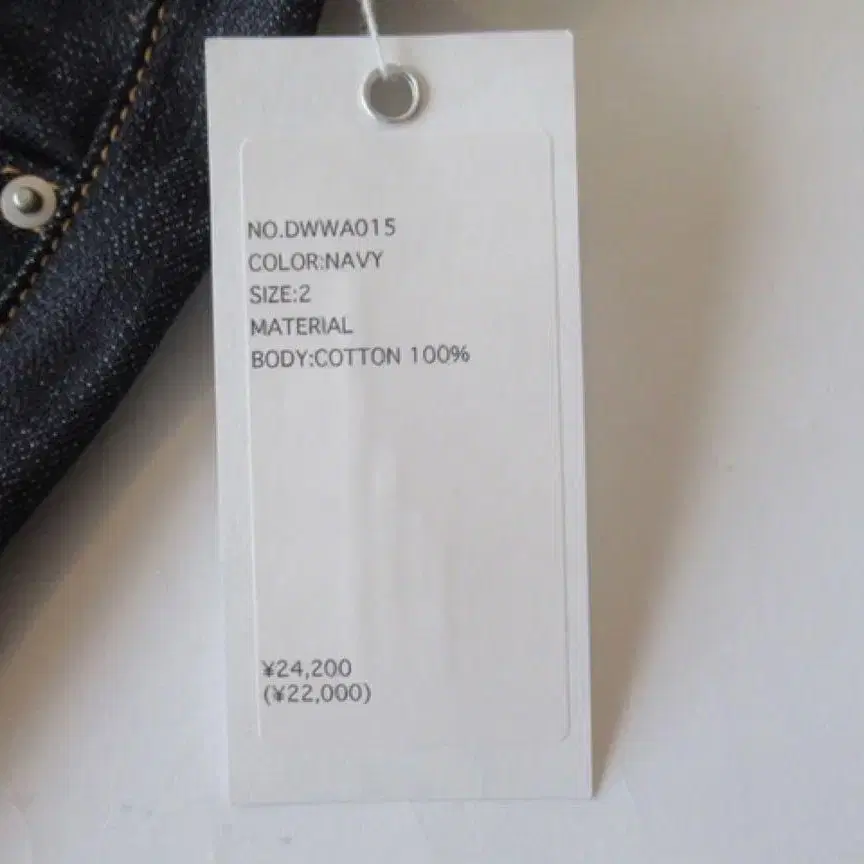 NO.DWWA015
COLOR:NAVY
SIZE:2
MATERIAL
BODY:COTTON 100%
¥24,200
(¥22,000)